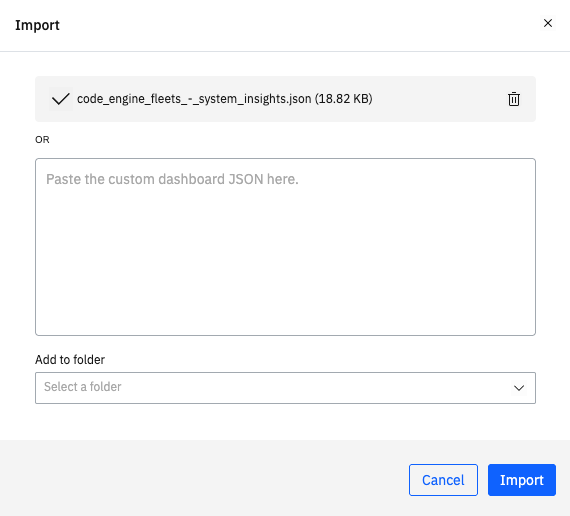 Import
code_engine_fleets_-_system_insights.json (18.82 KB)
OR
Paste the custom dashboard JSON here.
Add to folder
Select a folder
Cancel
Import